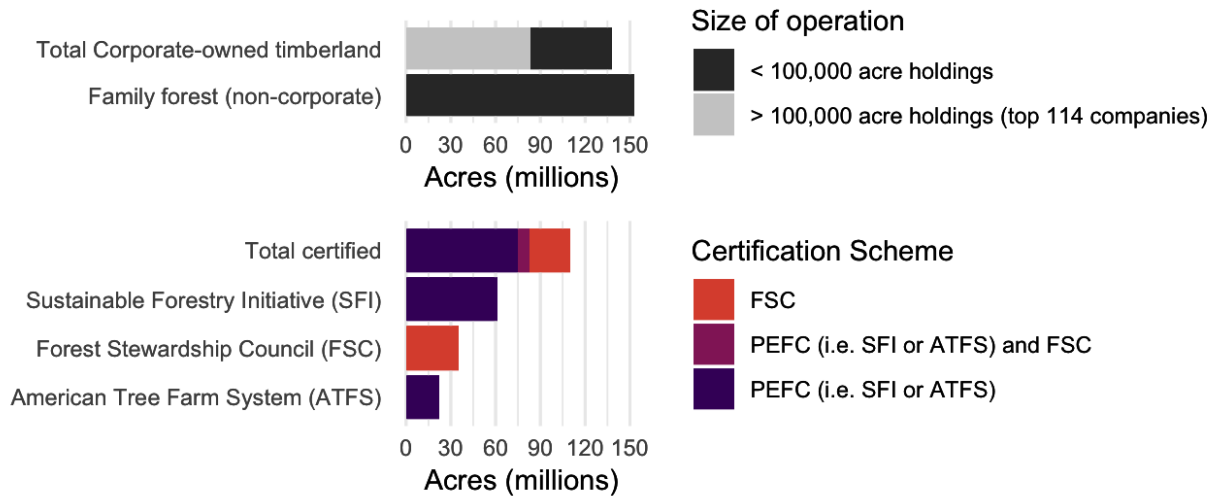 Total Corporate-owned timberland
Family forest (non-corporate)
0 30 60 90 120 150
Acres (millions)
Size of operation
< 100,000 acre holdings
> 100,000 acre holdings (top 114 companies)
Total certified
Sustainable Forestry Initiative (SFI)
Forest Stewardship Council (FSC)
American Tree Farm System (ATFS)
0 30 60 90 120 150
Acres (millions)
Certification Scheme
FSC
PEFC (i.e. SFI or ATFS) and FSC
PEFC (i.e. SFI or ATFS)